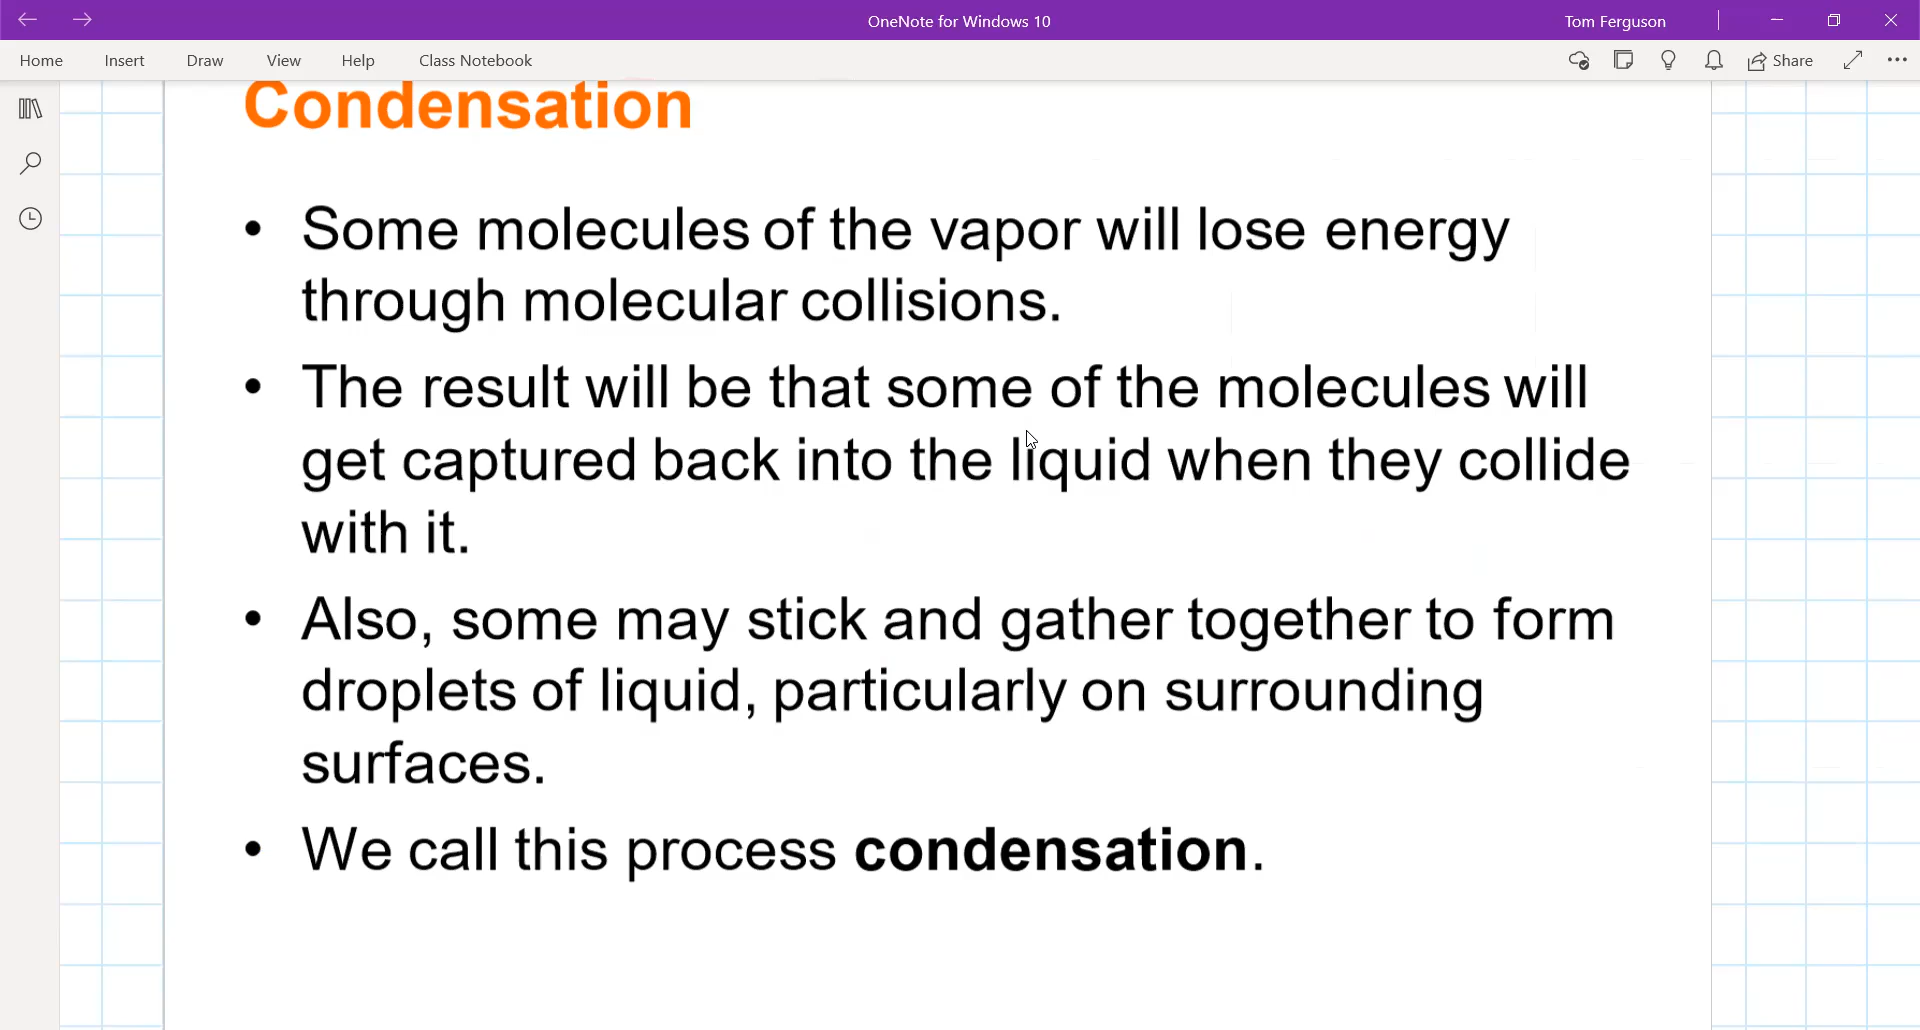 OneNote for Windows 10
Tom Ferguson
Home Insert Draw View Help Class Notebook
Share
Condensation
• Some molecules of the vapor will lose energy
through molecular collisions.
• The result will be that some of the molecules will
get captured back into the liquid when they collide
with it.
• Also, some may stick and gather together to form
droplets of liquid, particularly on surrounding
surfaces.
• We call this process condensation.